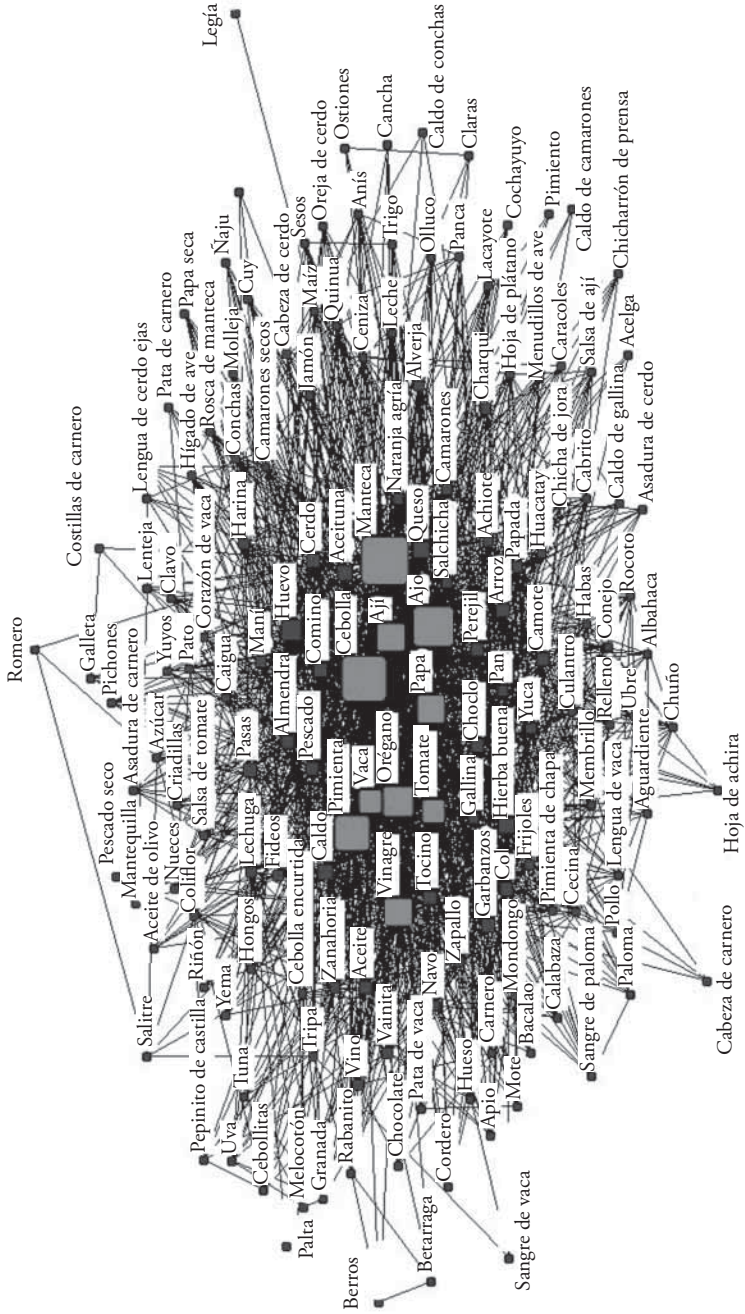 Legía
Ostiones
Cancha
Caldo de conchas
Claras
Oreja de cerdo
Sesos
Anís
Trigo
Olluco
Panca
Cochayuyo
Pimiento
Caldo de camarones
Chicharrón de prensa
Ñaju
Cuy
Cabeza de cerdo
Maíz
Quinua
Ceniza
Leche
Lacayote
Hoja de plátano
Menudillos de ave
Caracoles
Salsa de ají
Acelga
Papa seca
Pata de carnero
Rosca de manteca
Molleja
Hígado de ave
Conchas
Camarones secos
Jamón
Alverja
Charqui
Chicha de jora
Cabrito
Caldo de gallina
Asadura de cerdo
Lengua de cerdo ejas
Costillas de carnero
Lenteja
Clavo
Corazón de vaca
Harina
Cerdo
Aceituna
Manteca
Naranja agría
Queso
Camarones
Salchicha
Achiote
Papada
Huacatay
Arroz
Romero
Galleta
Pichones
Yuyos
Pato
Caigua
Maní
Huevo
Comino
Cebolla
Ají
Ajo
Perejil
Camote
Habas
Conejo
Rocoto
Albahaca
Asadura de carnero
Azúcar
Criadillas
Salsa de tomate
Pasas
Almendra
Pescado
Papa
Choclo
Pan
Yuca
Culantro
Relleno
Ubre
Chuño
Pescado seco
Mantequilla
Aceite de olivo
Nueces
Coliflor
Lechuga
Fideos
Caldo
Pimienta
Vaca
Orégano
Tomate
Gallina
Hierba buena
Membrillo
Aguardiente
Hoja de achira
Salitre
Riñón
Yema
Hongos
Cebolla encurtida
Zanahoria
Aceite
Vinagre
Tocino
Zapallo
Garbanzos
Col
Frijoles
Pimienta de chapa
Cecina
Lengua de vaca
Pollo
Paloma
Cabeza de carnero
Pepinito de castilla
Uva
Tuna
Cebollitas
Tripa
Vino
Vainita
Navo
Pata de vaca
Carnero
Mondongo
Calabaza
Bacalao
Sangre de paloma
Melocotón
Granada
Rabanito
Chocolate
Hueso
Apio
Mote
Cordero
Palta
Berros
Betarraga
Sangre de vaca